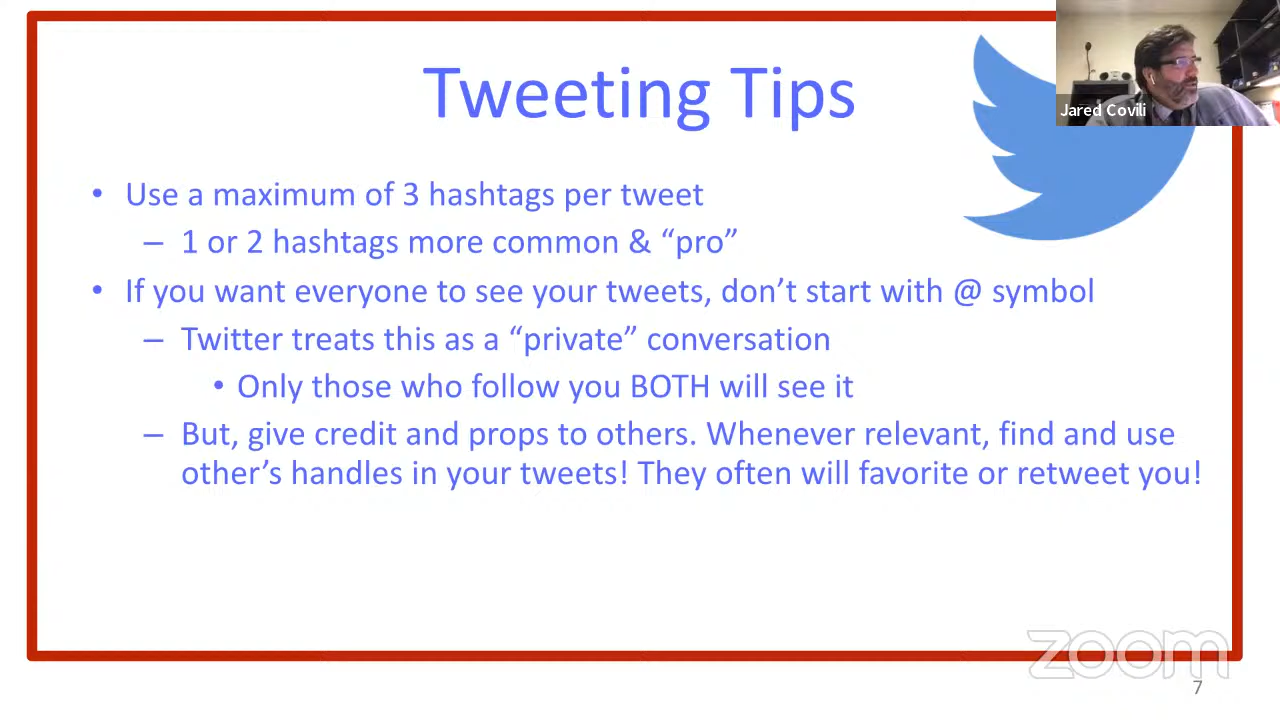 Tweeting Tips
Jared Covili
• Use a maximum of 3 hashtags per tweet
– 1 or 2 hashtags more common & “pro”
• If you want everyone to see your tweets, don’t start with @ symbol
– Twitter treats this as a “private” conversation
• Only those who follow you BOTH will see it
– But, give credit and props to others. Whenever relevant, find and use
other’s handles in your tweets! They often will favorite or retweet you!
zoom
7